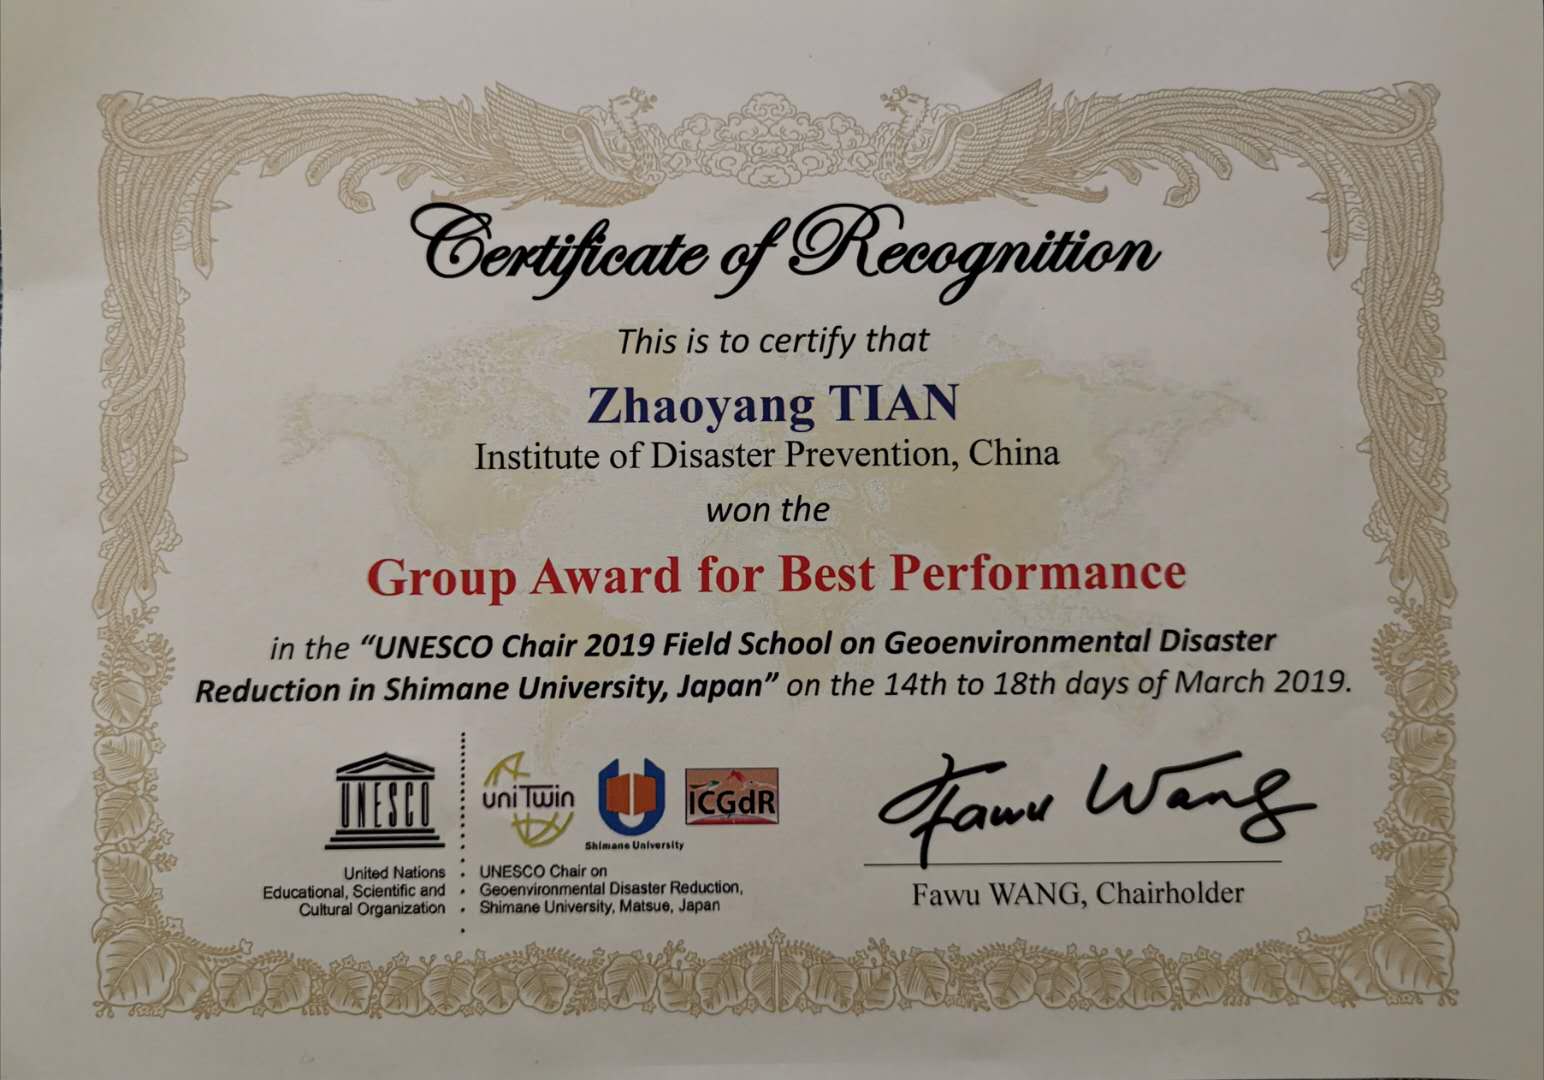 Certificate of Recognition
This is to certify that
Zhaoyang TIAN
Institute of Disaster Prevention, China
won the
Group Award for Best Performance
in the “UNESCO Chair 2019 Field School on Geoenvironmental Disaster
Reduction in Shimane University, Japan” on the 14th to 18th days of March 2019.
UNESCO
United Nations
Educational, Scientific and
Cultural Organization
uniTwin
Shimane University
ICGdR
UNESCO Chair on
Geoenvironmental Disaster Reduction,
Shimane University, Matsue, Japan
Fawu Wang
Fawu WANG, Chairholder